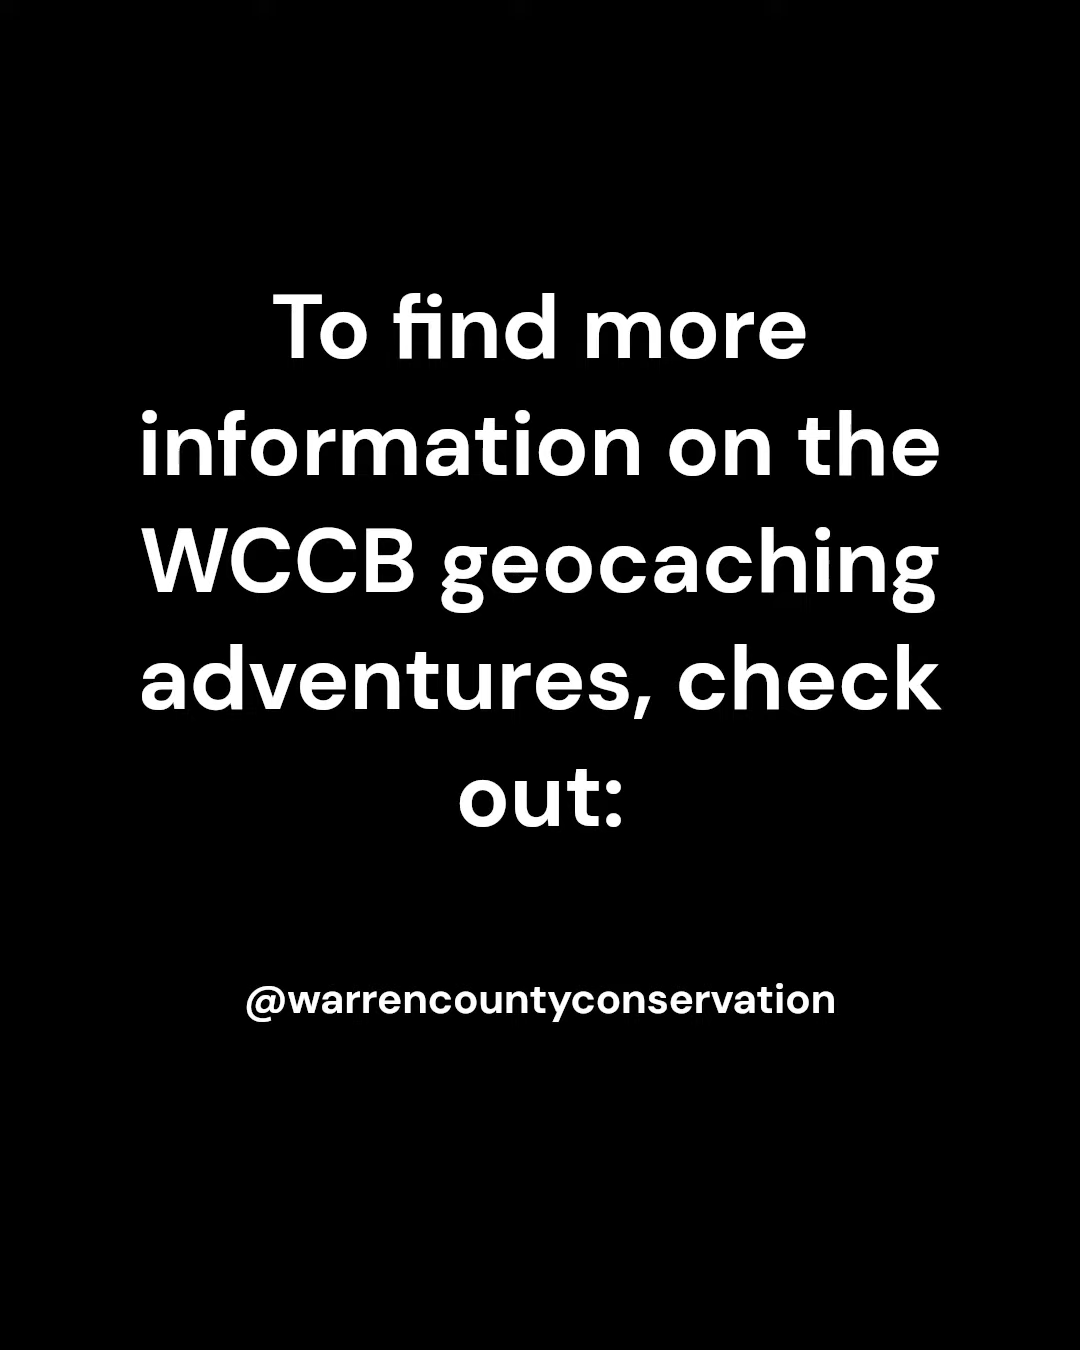 To find more
information on the
WCCB geocaching
adventures, check
out:
@warrencountyconservation